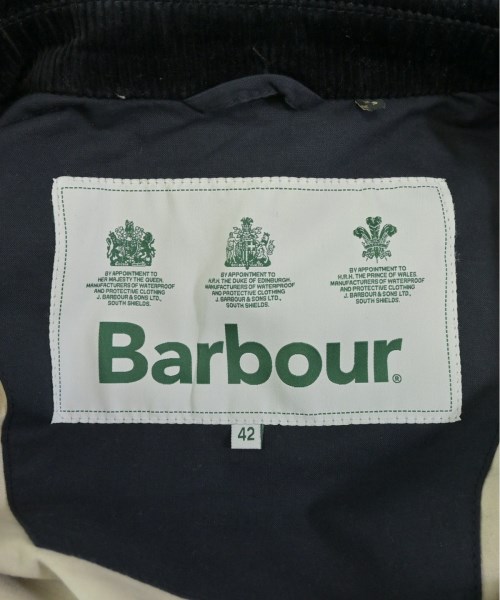 BY APPOINTMENT TO
HER MAJESTY THE QUEEN.
MANUFACTURERS OF WATERPROOF
AND PROTECTIVE CLOTHING
J. BARBOUR & SONS LTD.,
SOUTH SHIELDS.
BY APPOINTMENT TO
H.R.H. THE DUKE OF EDINBURGH.
MANUFACTURERS OF WATERPROOF
AND PROTECTIVE CLOTHING
J. BARBOUR & SONS LTD.,
SOUTH SHIELDS.
BY APPOINTMENT TO
H.R.H. THE PRINCE OF WALES.
MANUFACTURERS OF WATERPROOF
AND PROTECTIVE CLOTHING
J. BARBOUR & SONS LTD.,
SOUTH SHIELDS.
Barbour®
42